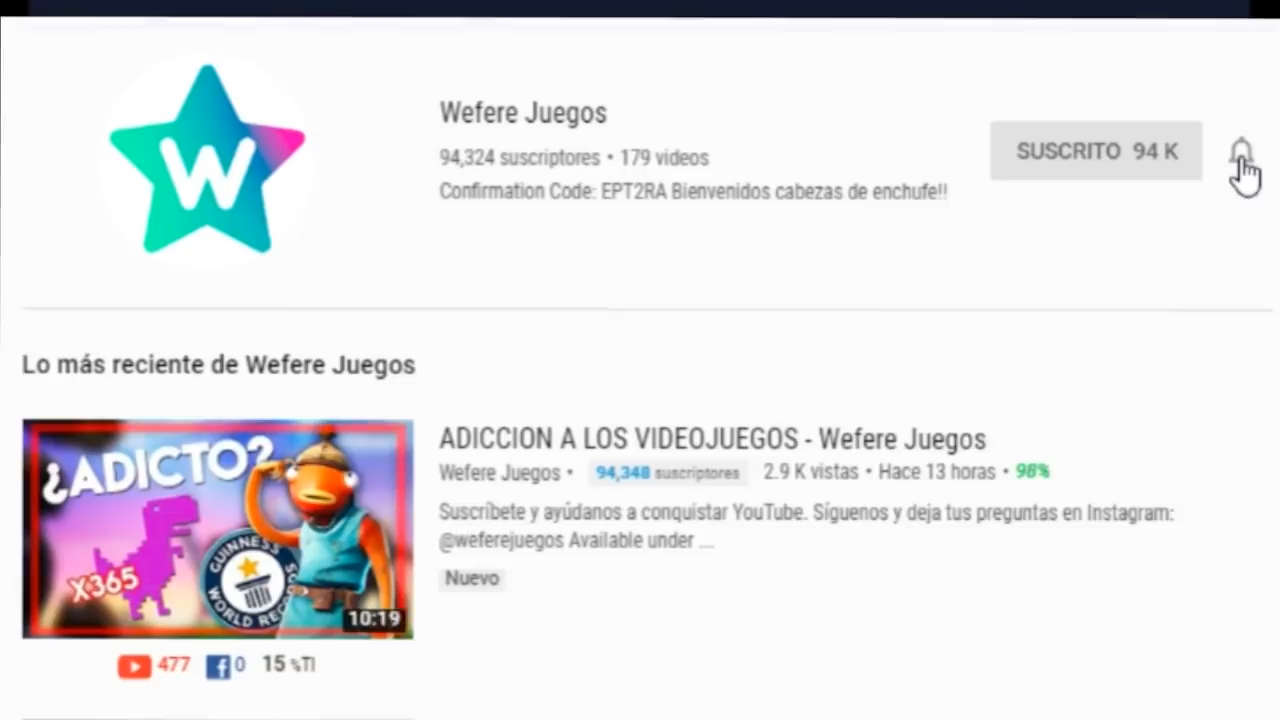 W
Wefere Juegos
94,324 suscriptores • 179 videos
SUSCRITO 94 K
Confirmation Code: EPT2RA Bienvenidos cabezas de enchufe!!
Lo más reciente de Wefere Juegos
¿ADICTO?
X365
GUINNESS
WORLD RECORDS
10:19
ADICCION A LOS VIDEOJUEGOS - Wefere Juegos
Wefere Juegos • 94,348 suscriptores 2.9 K vistas • Hace 13 horas • 98%
Suscríbete y ayúdanos a conquistar YouTube. Síguenos y deja tus preguntas en Instagram:
@weferejuegos Available under ....
Nuevo
477 0 15 %TI